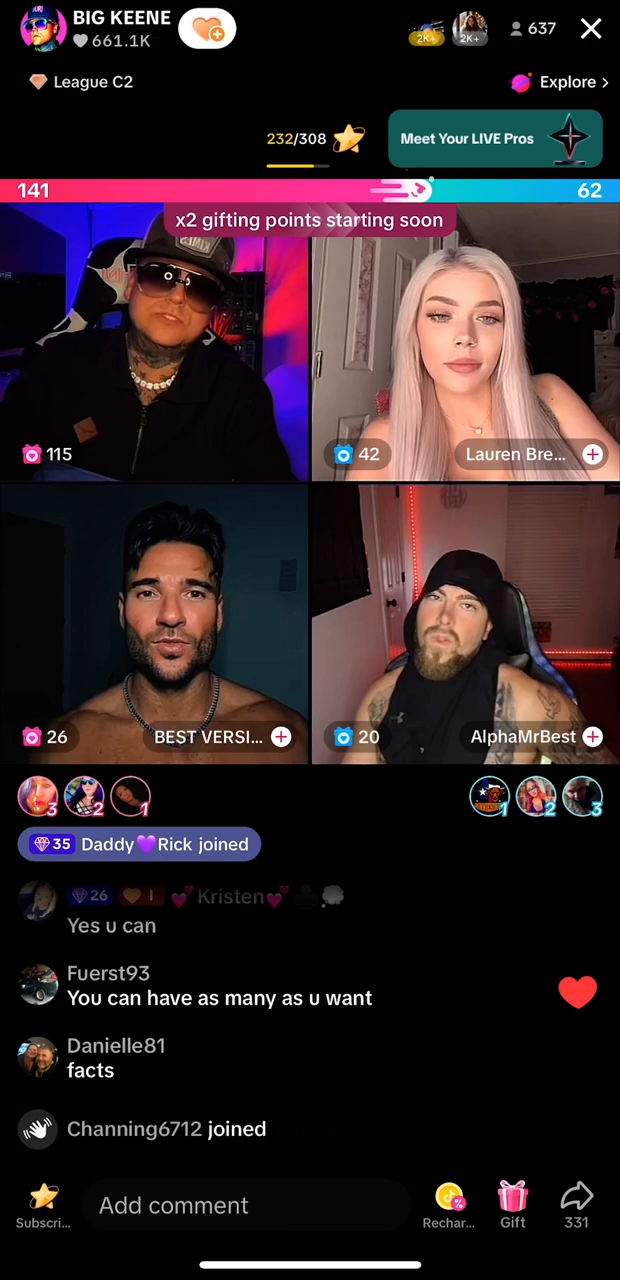 BIG KEENE
661.1K
2K+
2K+
637
League C2
Explore
232/308
Meet Your LIVE Pros
141
62
x2 gifting points starting soon
115
42
Lauren Bre...
26
BEST VERSI...
20
AlphaMrBest
3
2
1
1
2
3
35 Daddy💜Rick joined
26 I 💕Kristen💕
Yes u can
Fuerst93
You can have as many as u want
Danielle81
facts
Channing6712 joined
Add comment
Subscri...
Rechar...
Gift
331